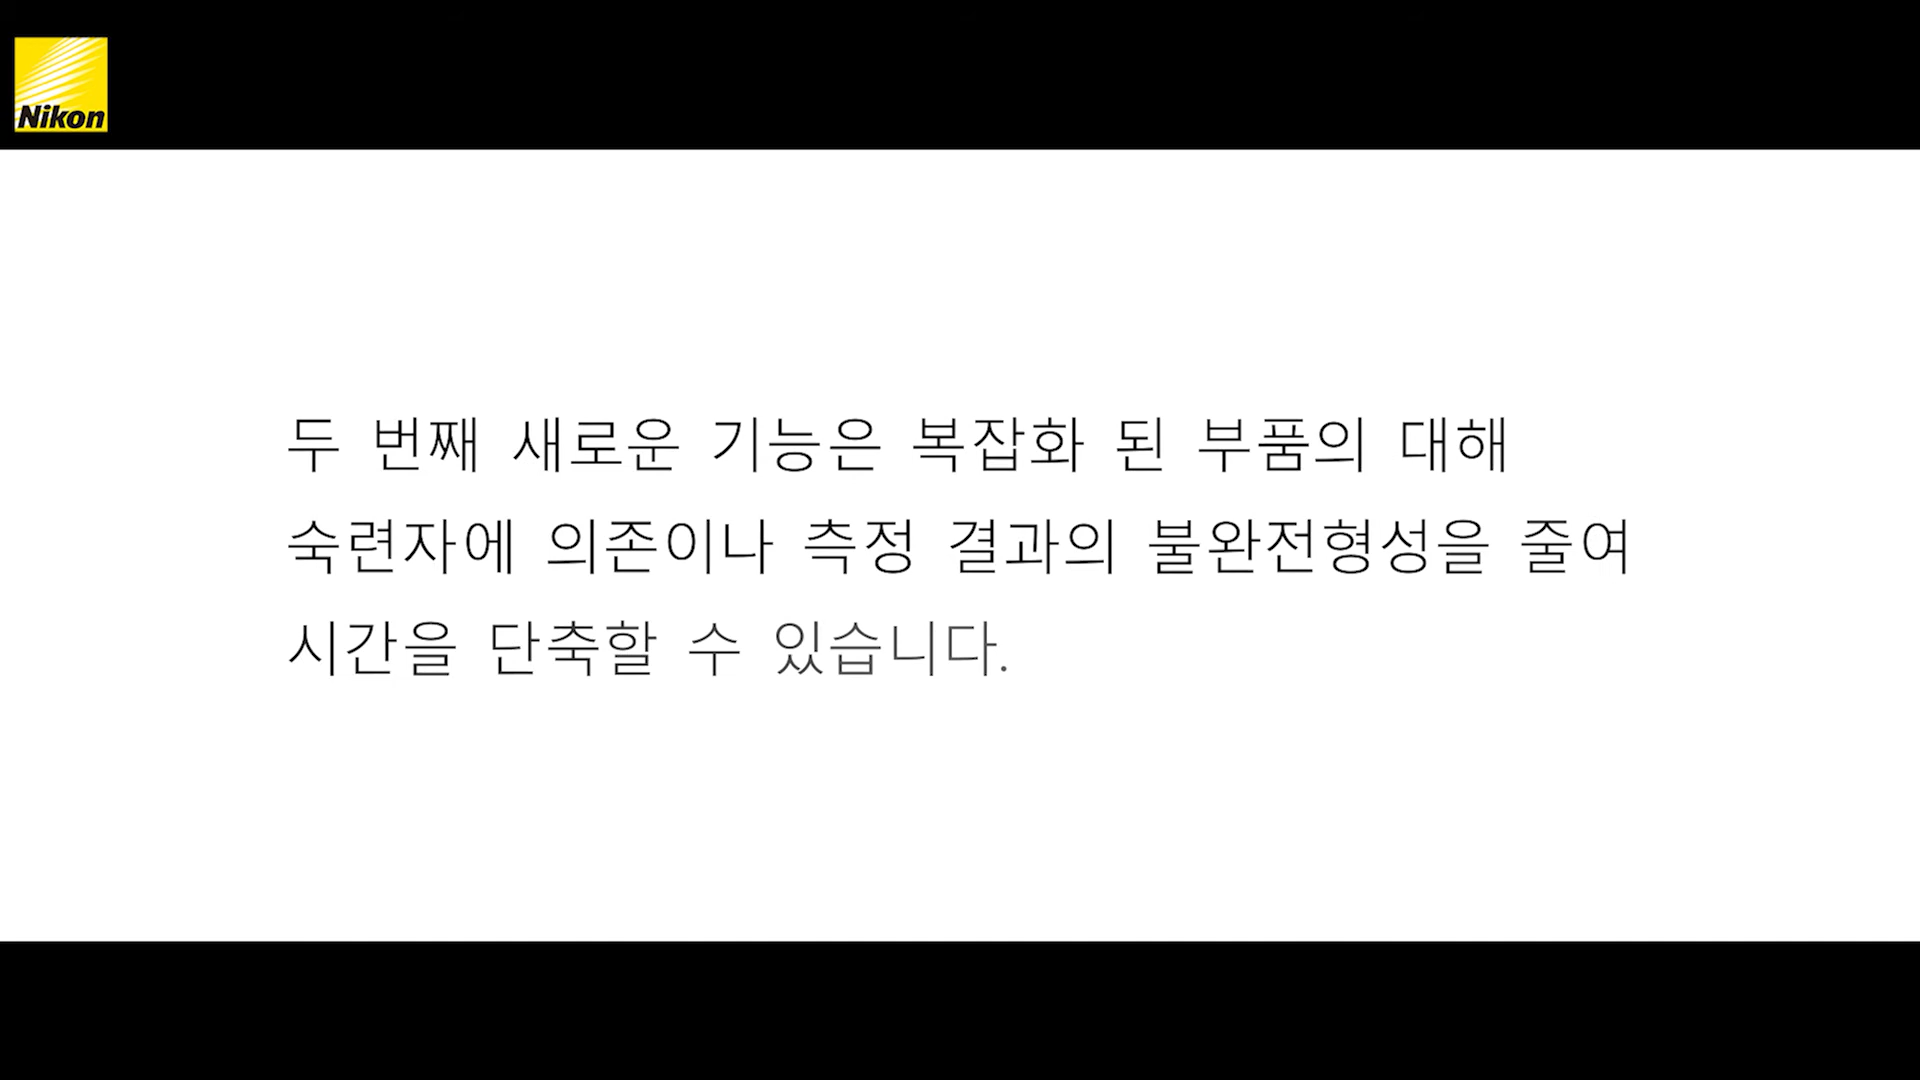 Nikon
두 번째 새로운 기능은 복잡화 된 부품의 대해
숙련자에 의존이나 측정 결과의 불완전형성을 줄여
시간을 단축할 수 있습니다.